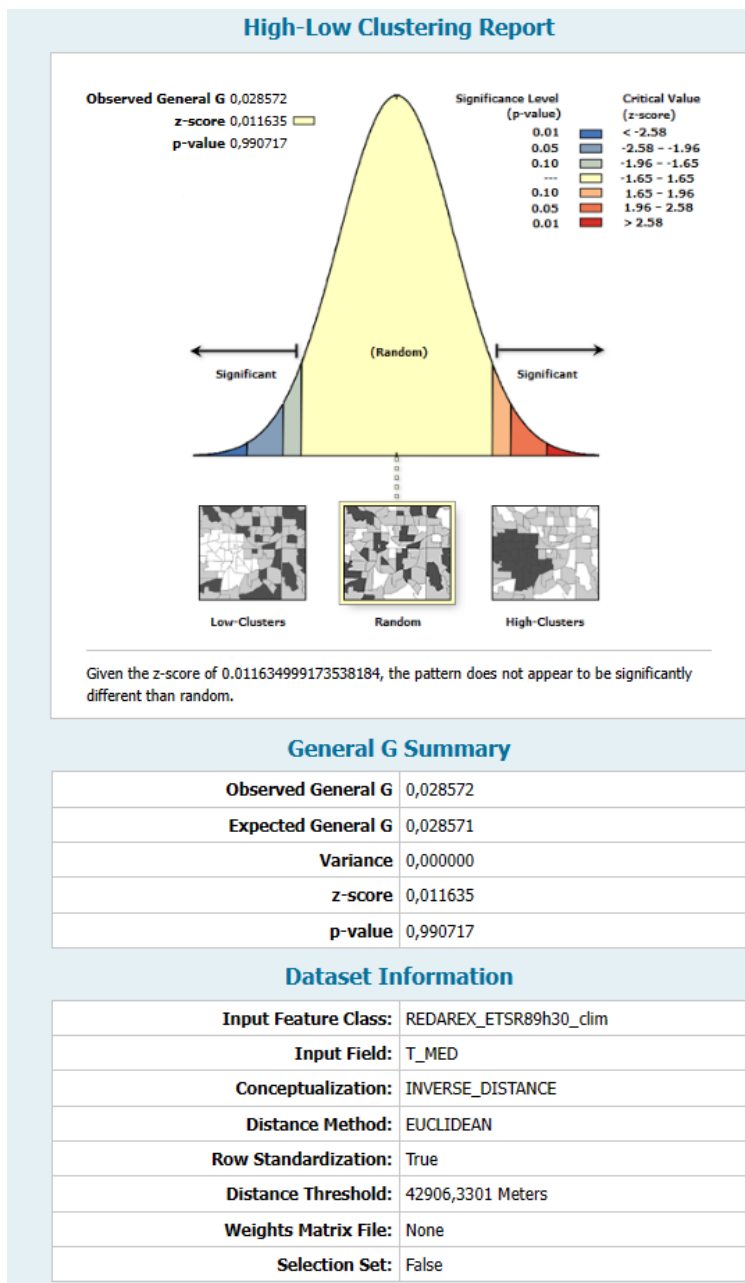 High-Low Clustering Report
Observed General G 0,028572
z-score 0,011635
p-value 0,990717
Significance Level (p-value) Critical Value (z-score)
0.01 < -2.58
0.05 -2.58 – -1.96
0.10 -1.96 – -1.65
--- -1.65 – 1.65
0.10 1.65 – 1.96
0.05 1.96 – 2.58
0.01 > 2.58
(Random)
Significant Significant
Low-Clusters Random High-Clusters
Given the z-score of 0.011634999173538184, the pattern does not appear to be significantly
different than random.
General G Summary
Observed General G 0,028572
Expected General G 0,028571
Variance 0,000000
z-score 0,011635
p-value 0,990717
Dataset Information
Input Feature Class: REDAREX_ETSR89h30_clim
Input Field: T_MED
Conceptualization: INVERSE_DISTANCE
Distance Method: EUCLIDEAN
Row Standardization: True
Distance Threshold: 42906,3301 Meters
Weights Matrix File: None
Selection Set: False